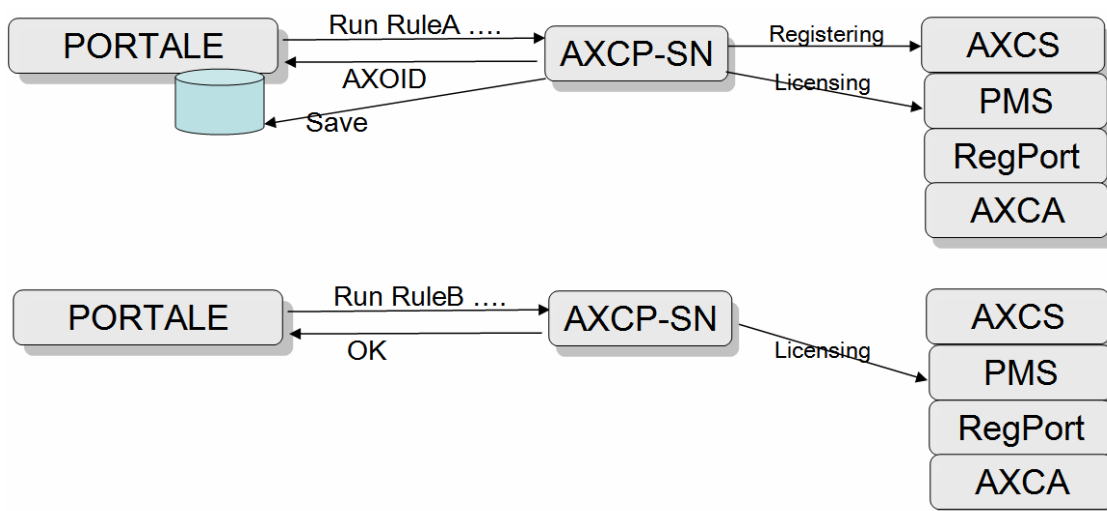 PORTALE
Run RuleA ....
AXOID
Save
AXCP-SN
Registering
Licensing
AXCS
PMS
RegPort
AXCA
PORTALE
Run RuleB ....
OK
AXCP-SN
Licensing
AXCS
PMS
RegPort
AXCA